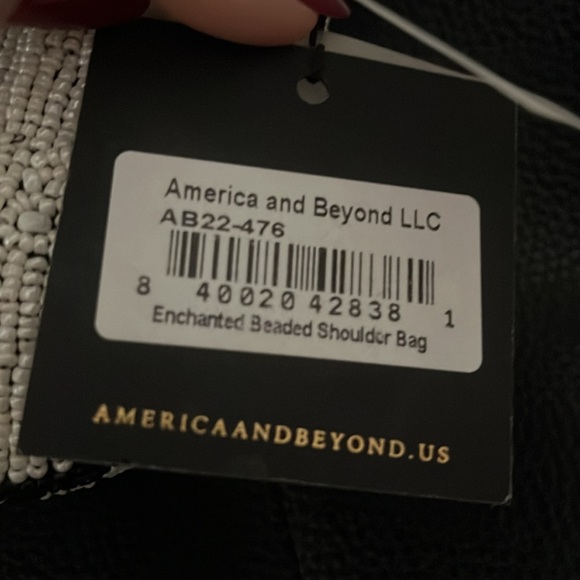 America and Beyond LLC
AB22-476
8 40020 42838 1
Enchanted Beaded Shoulder Bag
AMERICAANDBEYOND.US